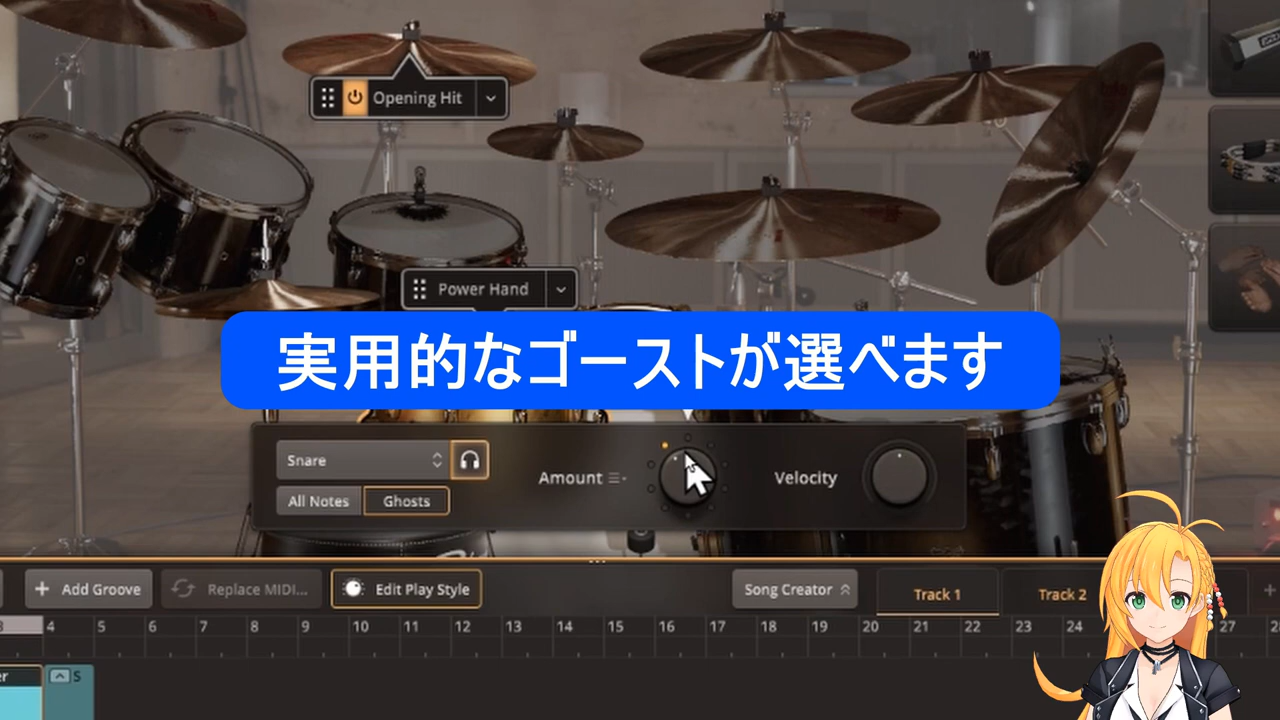 Opening Hit
Power Hand
実用的なゴーストが選べます
Snare
All Notes
Ghosts
Amount
Velocity
Add Groove
Replace MIDI...
Edit Play Style
Song Creator
Track 1
Track 2
4 5 6 7 8 9 10 11 12 13 14 15 16 17 18 19 20 21 22 23 24 27
S